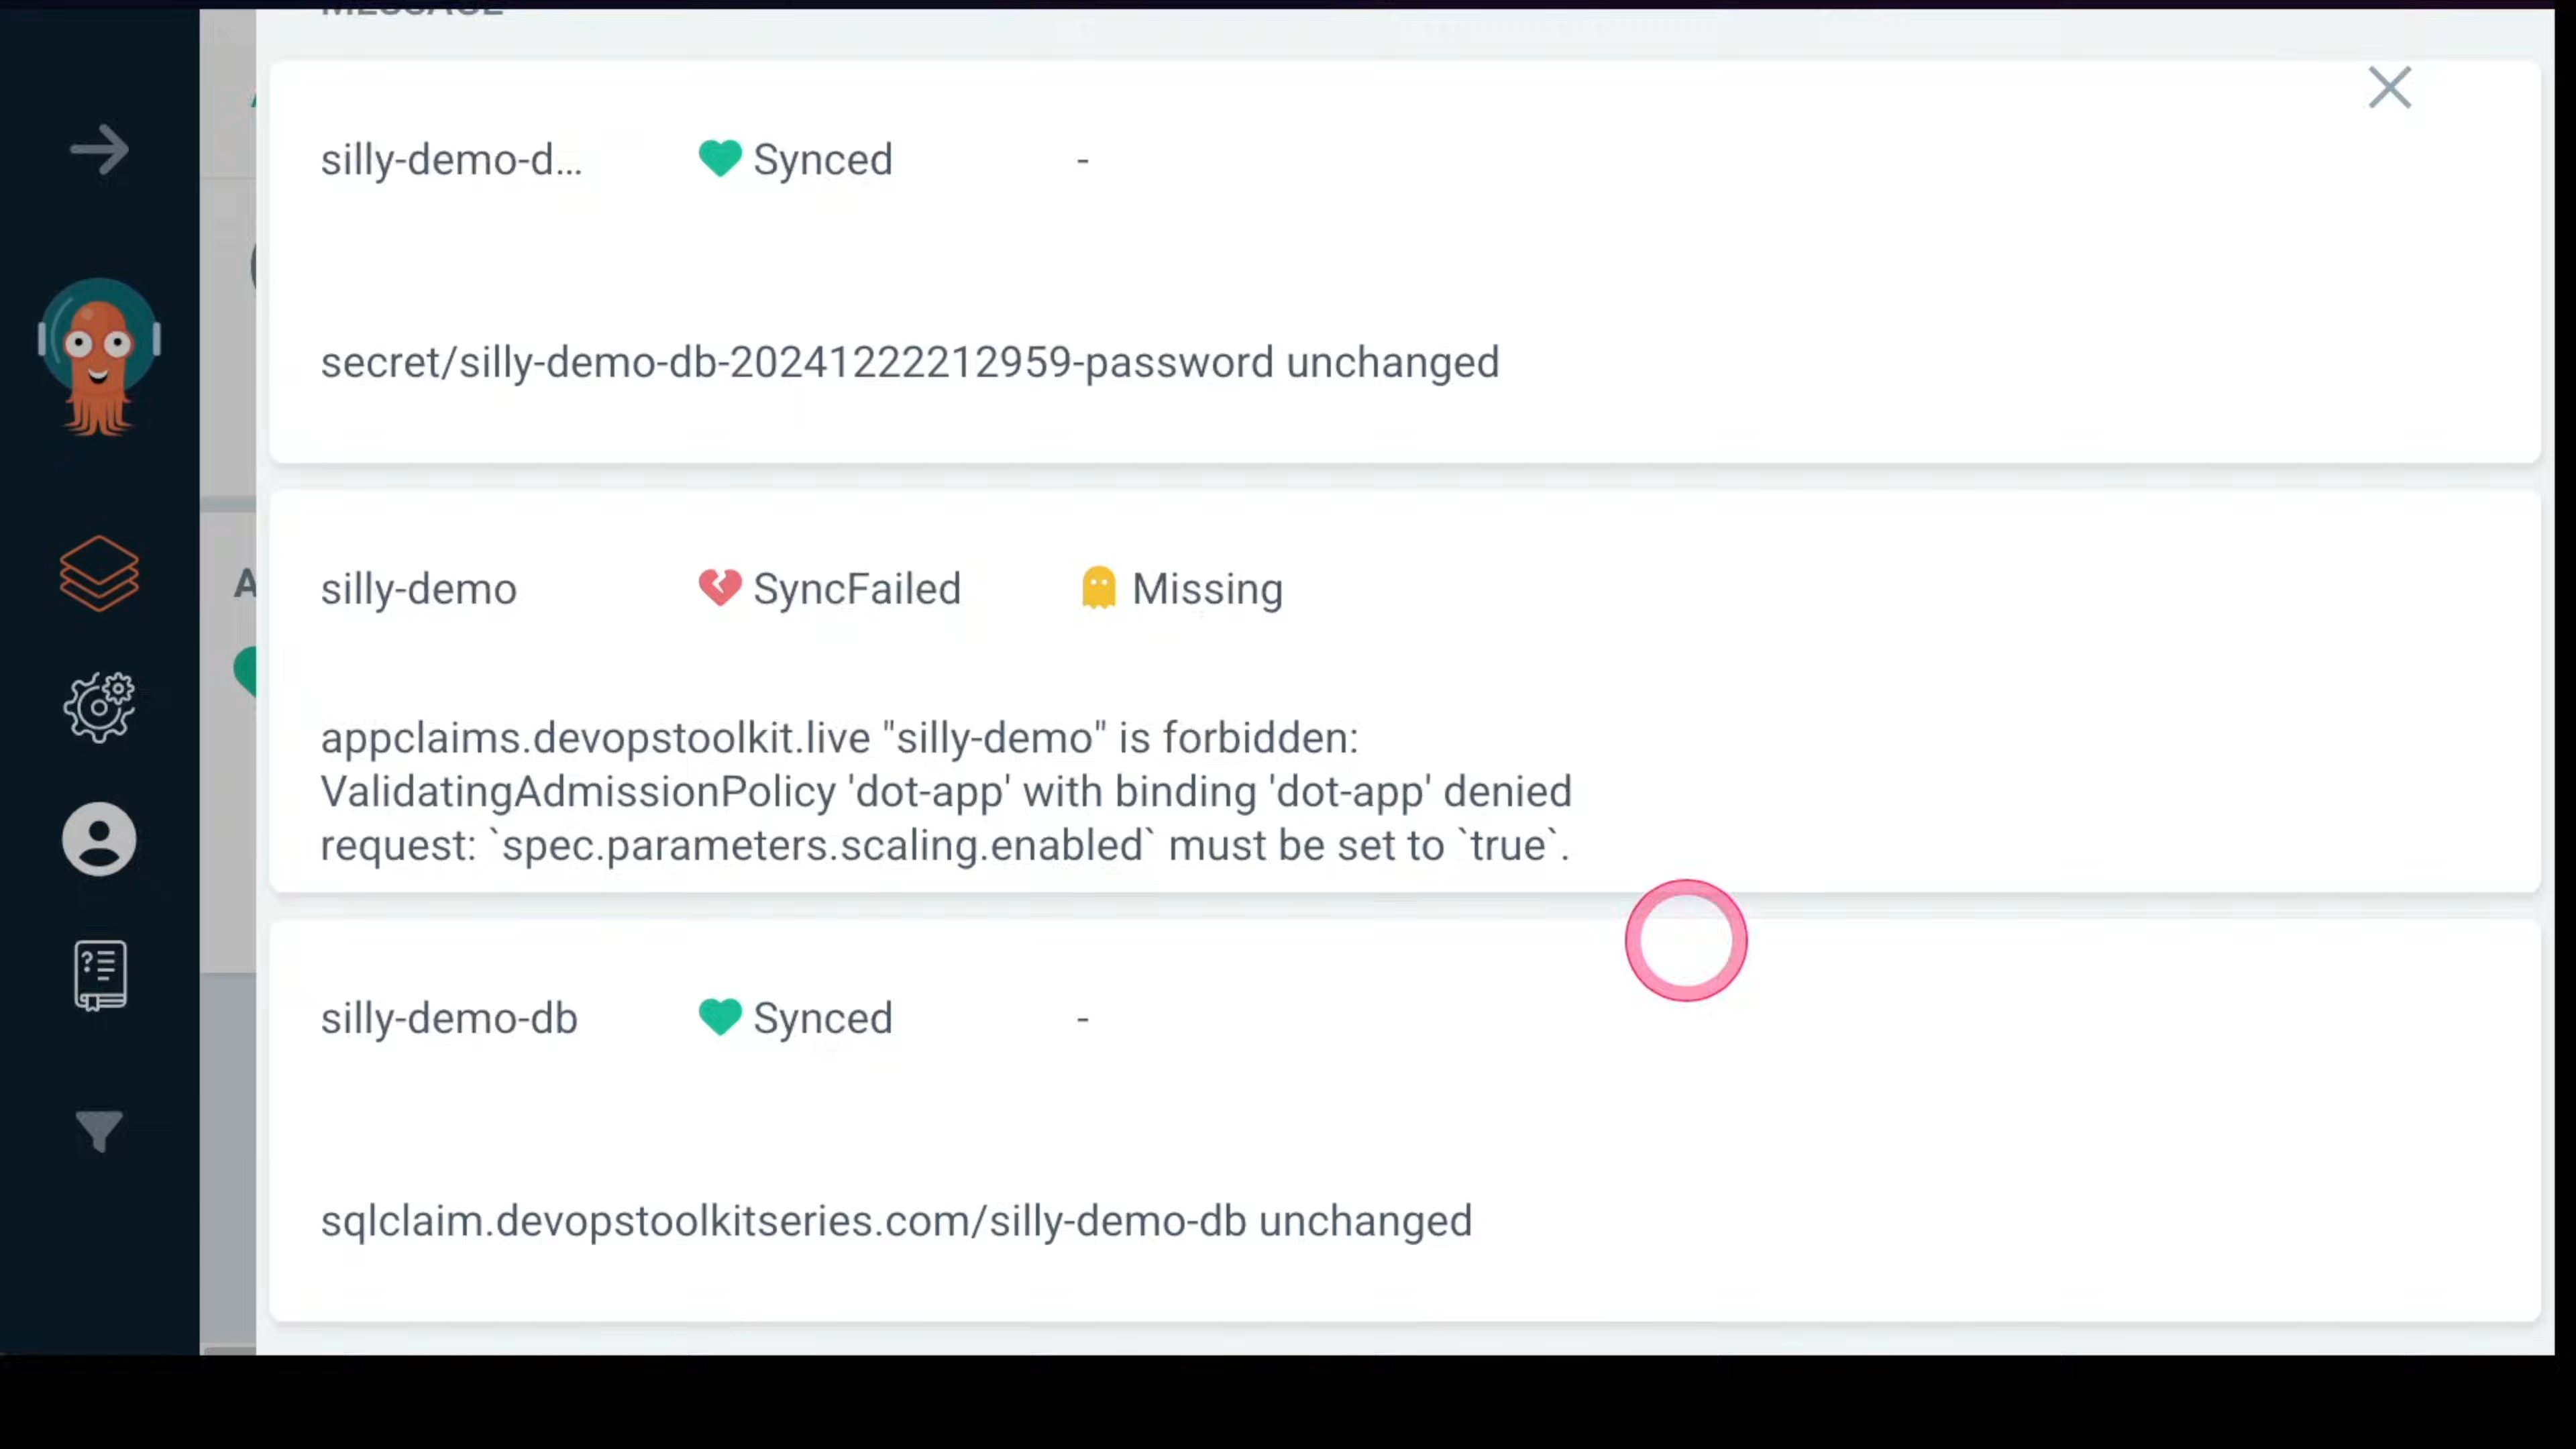 MESSAGE
silly-demo-d... Synced -
secret/silly-demo-db-20241222212959-password unchanged
silly-demo SyncFailed Missing
appclaims.devopstoolkit.live "silly-demo" is forbidden:
ValidatingAdmissionPolicy 'dot-app' with binding 'dot-app' denied
request: `spec.parameters.scaling.enabled` must be set to `true`.
silly-demo-db Synced -
sqlclaim.devopstoolkitseries.com/silly-demo-db unchanged